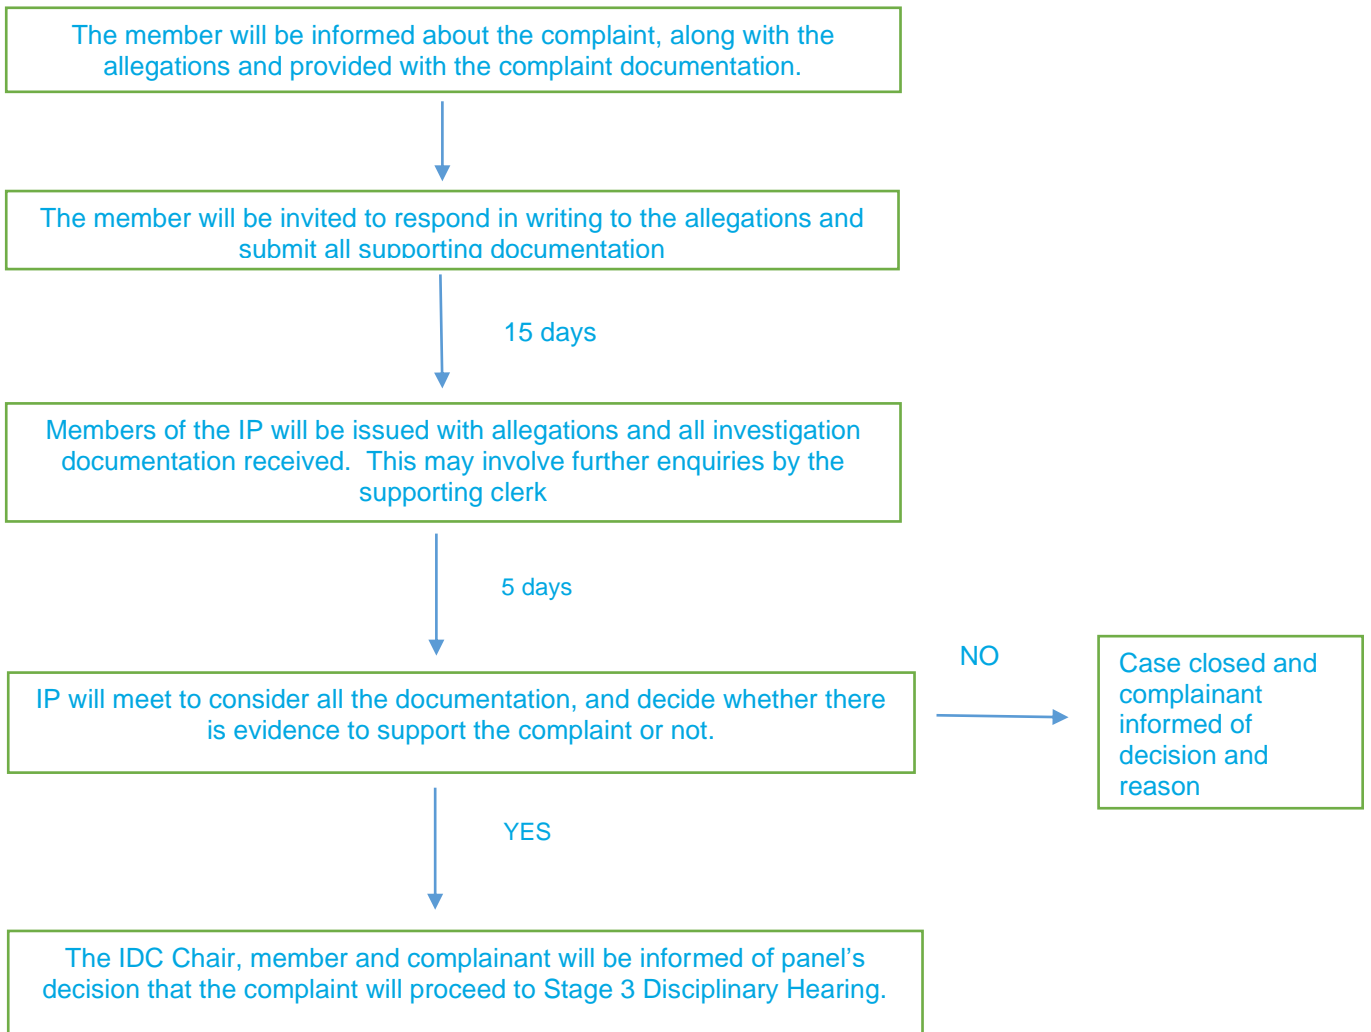 The member will be informed about the complaint, along with the
allegations and provided with the complaint documentation.
The member will be invited to respond in writing to the allegations and
submit all supporting documentation
15 days
Members of the IP will be issued with allegations and all investigation
documentation received.  This may involve further enquiries by the
supporting clerk
5 days
IP will meet to consider all the documentation, and decide whether there
is evidence to support the complaint or not.
NO
Case closed and
complainant
informed of
decision and
reason
YES
The IDC Chair, member and complainant will be informed of panel's
decision that the complaint will proceed to Stage 3 Disciplinary Hearing.